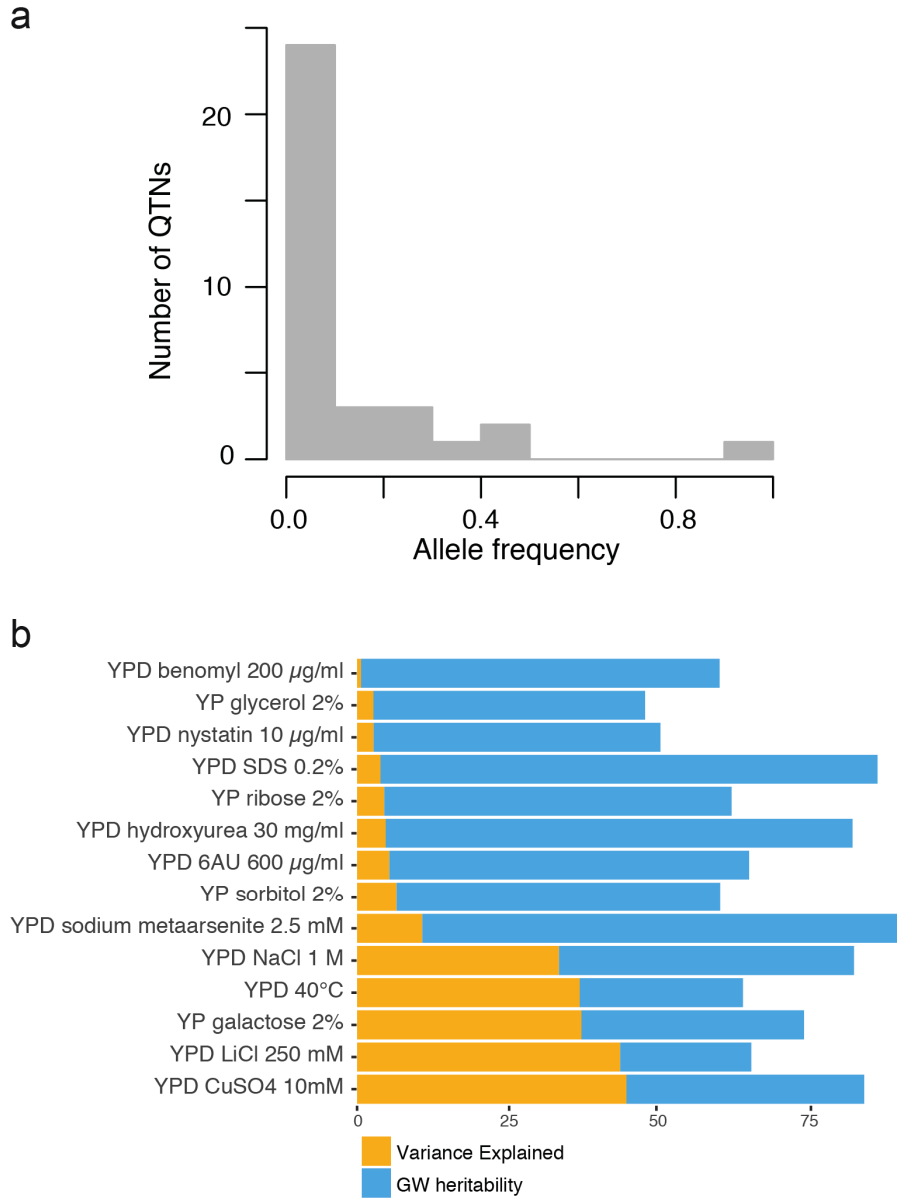 a
20
10
0
Number of QTNs
0.0 0.4 0.8
Allele frequency
b
YPD benomyl 200 µg/ml
YP glycerol 2%
YPD nystatin 10 µg/ml
YPD SDS 0.2%
YP ribose 2%
YPD hydroxyurea 30 mg/ml
YPD 6AU 600 µg/ml
YP sorbitol 2%
YPD sodium metaarsenite 2.5 mM
YPD NaCl 1 M
YPD 40°C
YP galactose 2%
YPD LiCl 250 mM
YPD CuSO4 10mM
0 25 50 75
Variance Explained
GW heritability